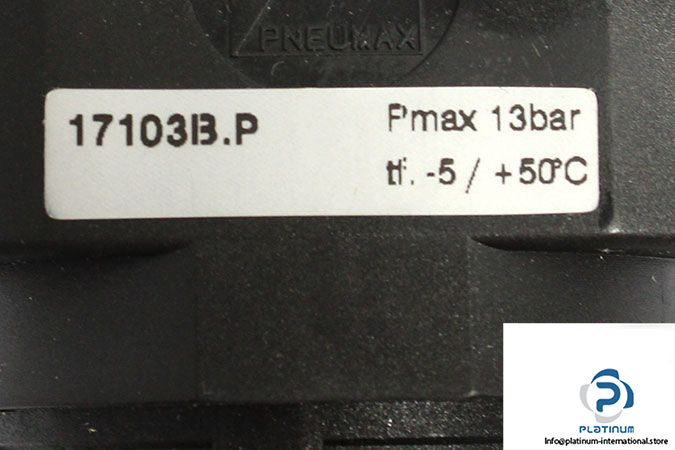 PNEUMAX
17103B.P
Pmax 13bar
tf. -5 / +50°C
PLATINUM
Info@platinum-international.store